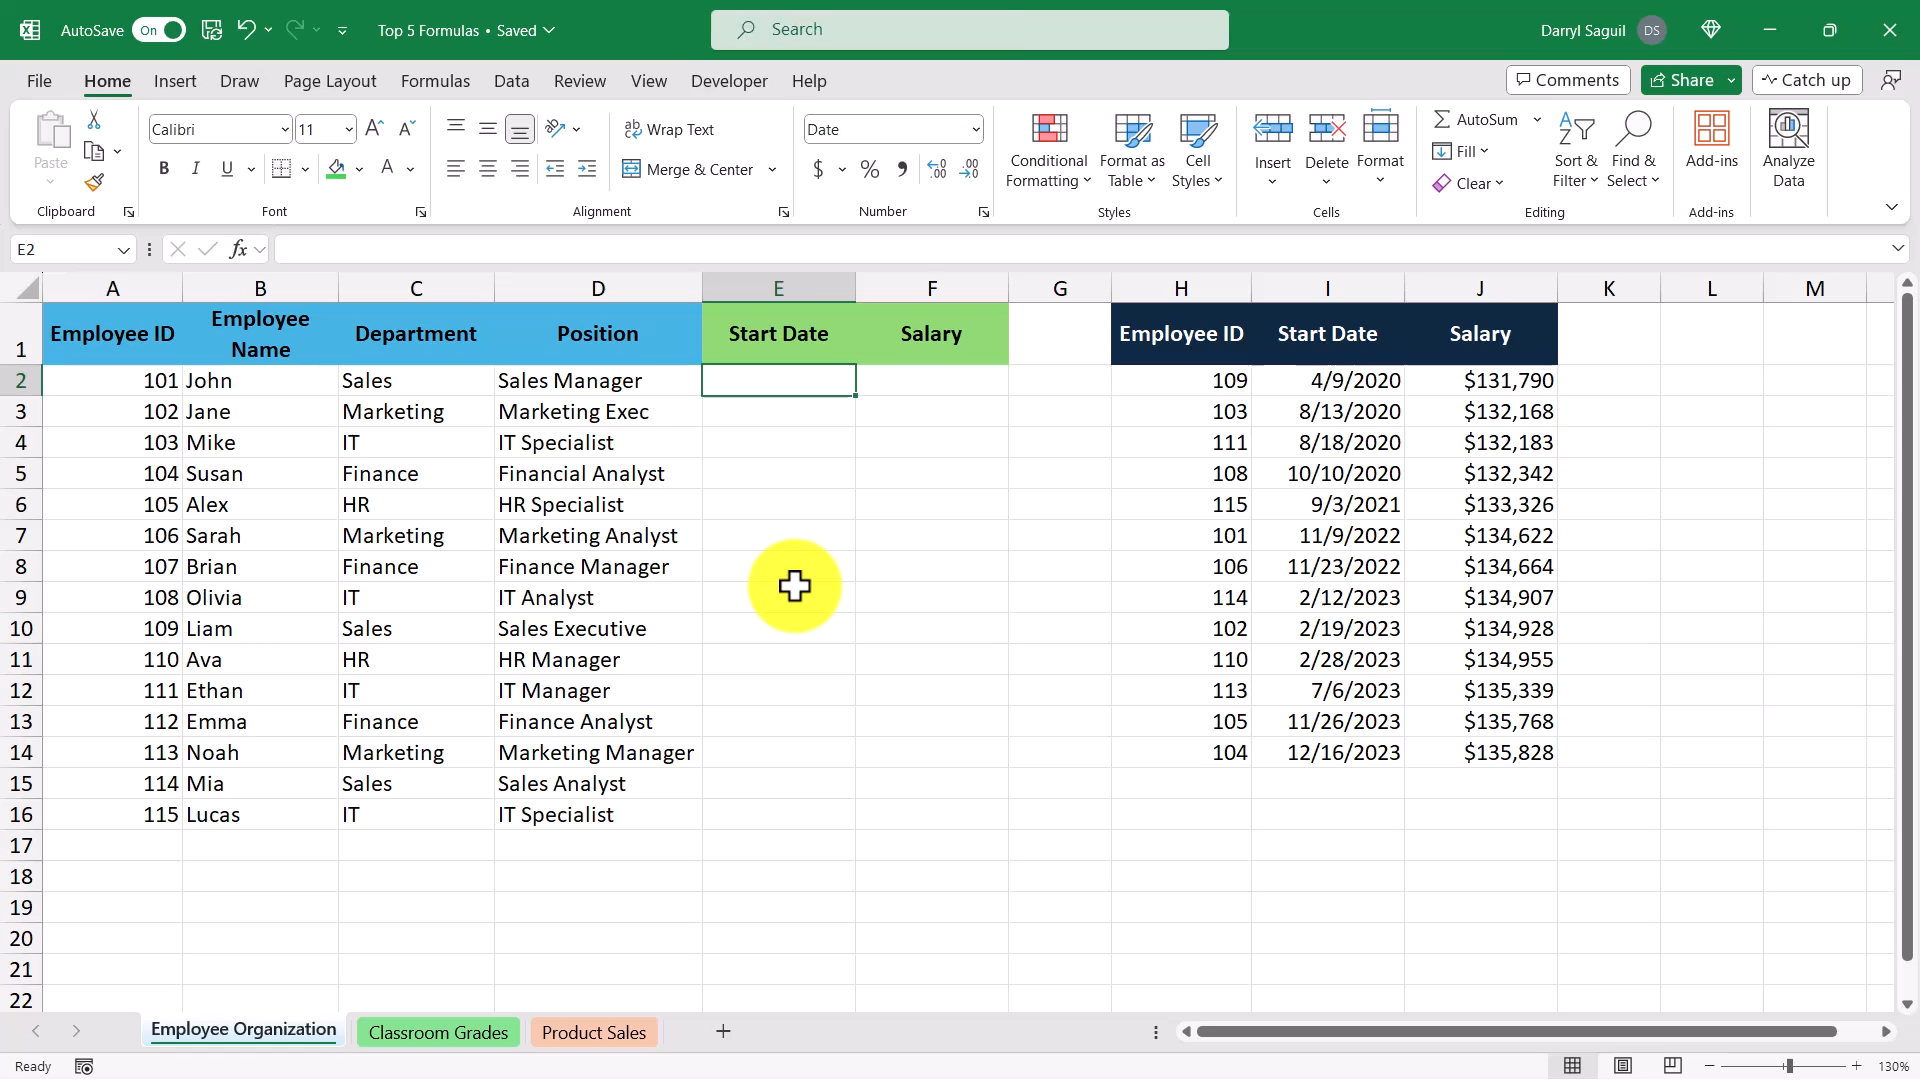 AutoSave On Top 5 Formulas • Saved Search Darryl Saguil DS
File Home Insert Draw Page Layout Formulas Data Review View Developer Help Comments Share Catch up
Paste
Clipboard
Calibri 11
B I U A
Font
Wrap Text
Merge & Center
Alignment
Date
$ %
Number
Conditional Formatting
Format as Table
Cell Styles
Styles
Insert
Delete
Format
Cells
AutoSum
Fill
Clear
Sort & Filter
Find & Select
Editing
Add-ins
Add-ins
Analyze Data
E2 fx
A B C D E F G H I J K L M
1 Employee ID Employee Name Department Position Start Date Salary Employee ID Start Date Salary
2 101 John Sales Sales Manager 109 4/9/2020 $131,790
3 102 Jane Marketing Marketing Exec 103 8/13/2020 $132,168
4 103 Mike IT IT Specialist 111 8/18/2020 $132,183
5 104 Susan Finance Financial Analyst 108 10/10/2020 $132,342
6 105 Alex HR HR Specialist 115 9/3/2021 $133,326
7 106 Sarah Marketing Marketing Analyst 101 11/9/2022 $134,622
8 107 Brian Finance Finance Manager 106 11/23/2022 $134,664
9 108 Olivia IT IT Analyst 114 2/12/2023 $134,907
10 109 Liam Sales Sales Executive 102 2/19/2023 $134,928
11 110 Ava HR HR Manager 110 2/28/2023 $134,955
12 111 Ethan IT IT Manager 113 7/6/2023 $135,339
13 112 Emma Finance Finance Analyst 105 11/26/2023 $135,768
14 113 Noah Marketing Marketing Manager 104 12/16/2023 $135,828
15 114 Mia Sales Sales Analyst
16 115 Lucas IT IT Specialist
17
18
19
20
21
22
Employee Organization Classroom Grades Product Sales
Ready 130%